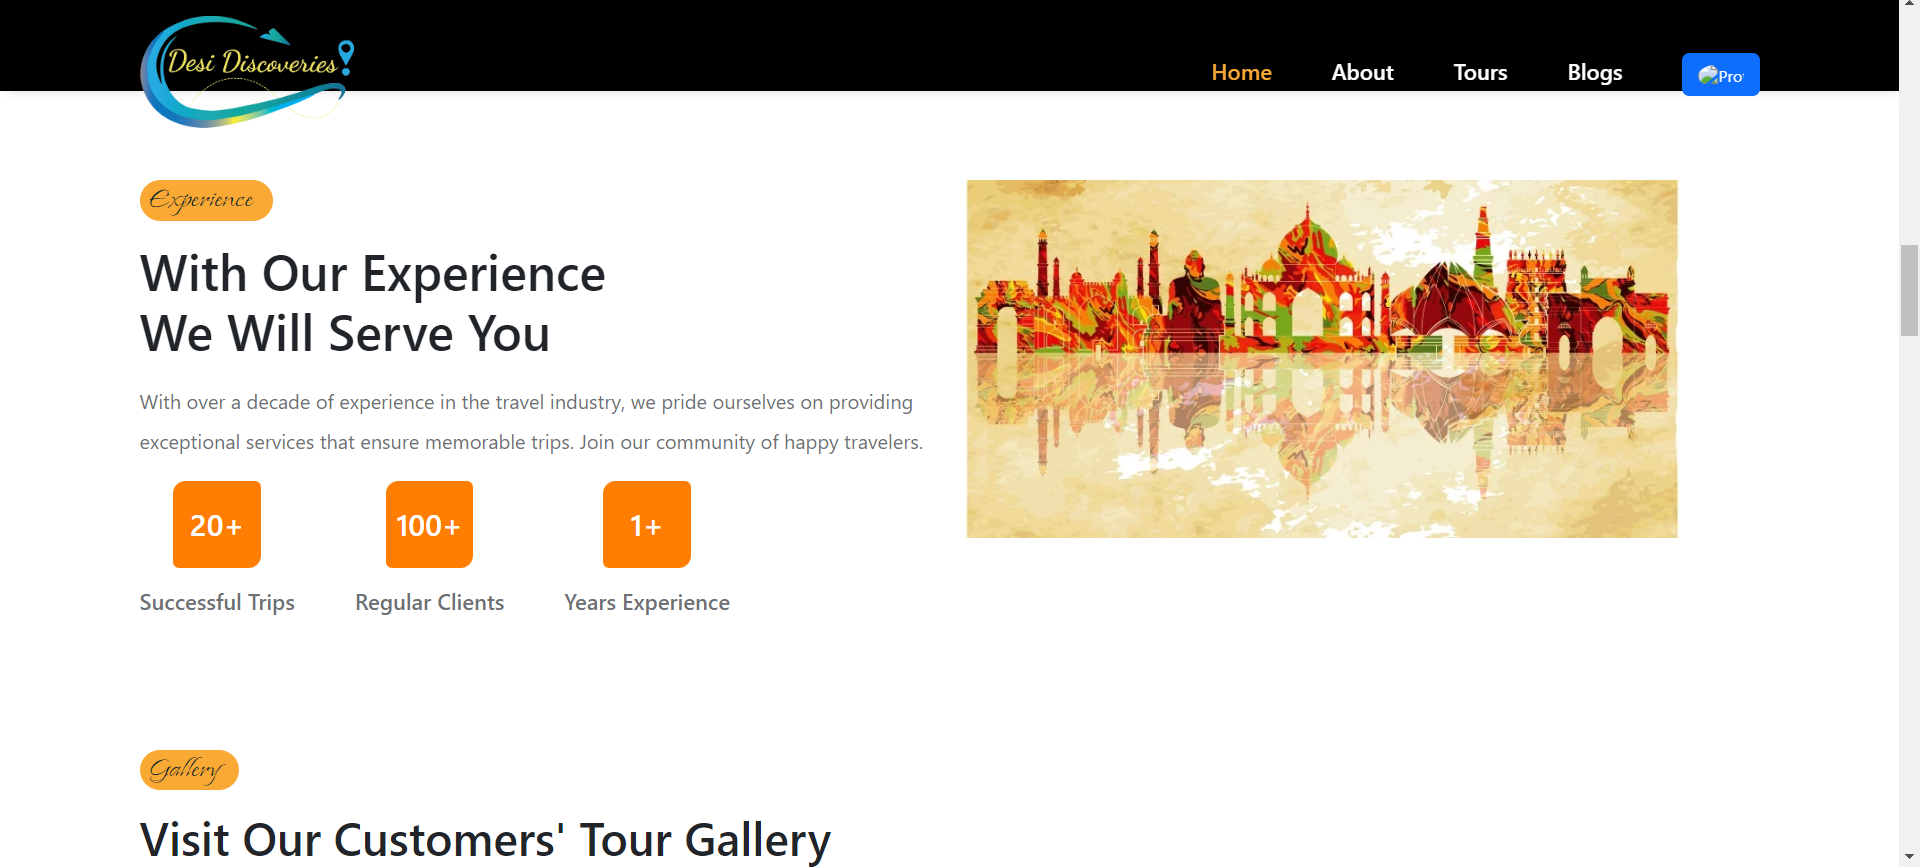 Desi Discoveries
Home About Tours Blogs Pro
Experience
With Our Experience
We Will Serve You
With over a decade of experience in the travel industry, we pride ourselves on providing
exceptional services that ensure memorable trips. Join our community of happy travelers.
20+ 100+ 1+
Successful Trips Regular Clients Years Experience
Gallery
Visit Our Customers' Tour Gallery